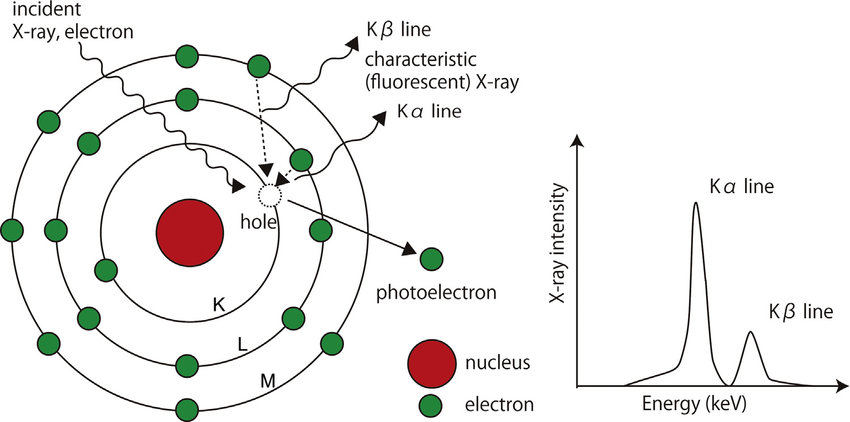 incident
X-ray, electron
Kβ line
characteristic
(fluorescent) X-ray
Kα line
hole
photoelectron
K
L
M
nucleus
electron
X-ray intensity
Kα line
Kβ line
Energy (keV)